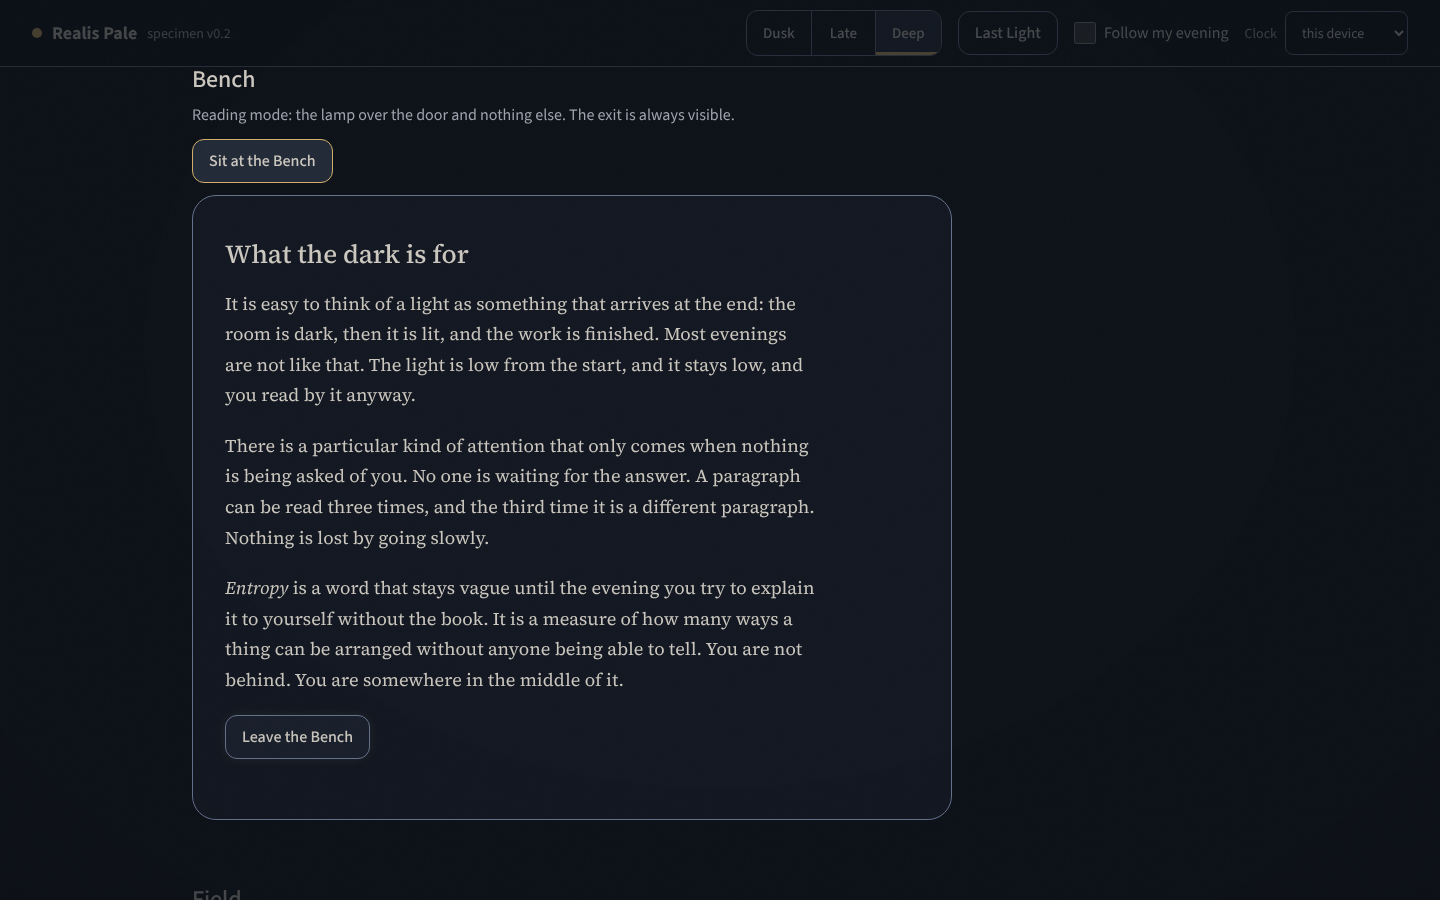 Realis Pale specimen v0.2 Dusk Late Deep Last Light Follow my evening Clock this device
Bench
Reading mode: the lamp over the door and nothing else. The exit is always visible.
Sit at the Bench
What the dark is for
It is easy to think of a light as something that arrives at the end: the
room is dark, then it is lit, and the work is finished. Most evenings
are not like that. The light is low from the start, and it stays low, and
you read by it anyway.
There is a particular kind of attention that only comes when nothing
is being asked of you. No one is waiting for the answer. A paragraph
can be read three times, and the third time it is a different paragraph.
Nothing is lost by going slowly.
Entropy is a word that stays vague until the evening you try to explain
it to yourself without the book. It is a measure of how many ways a
thing can be arranged without anyone being able to tell. You are not
behind. You are somewhere in the middle of it.
Leave the Bench
Field